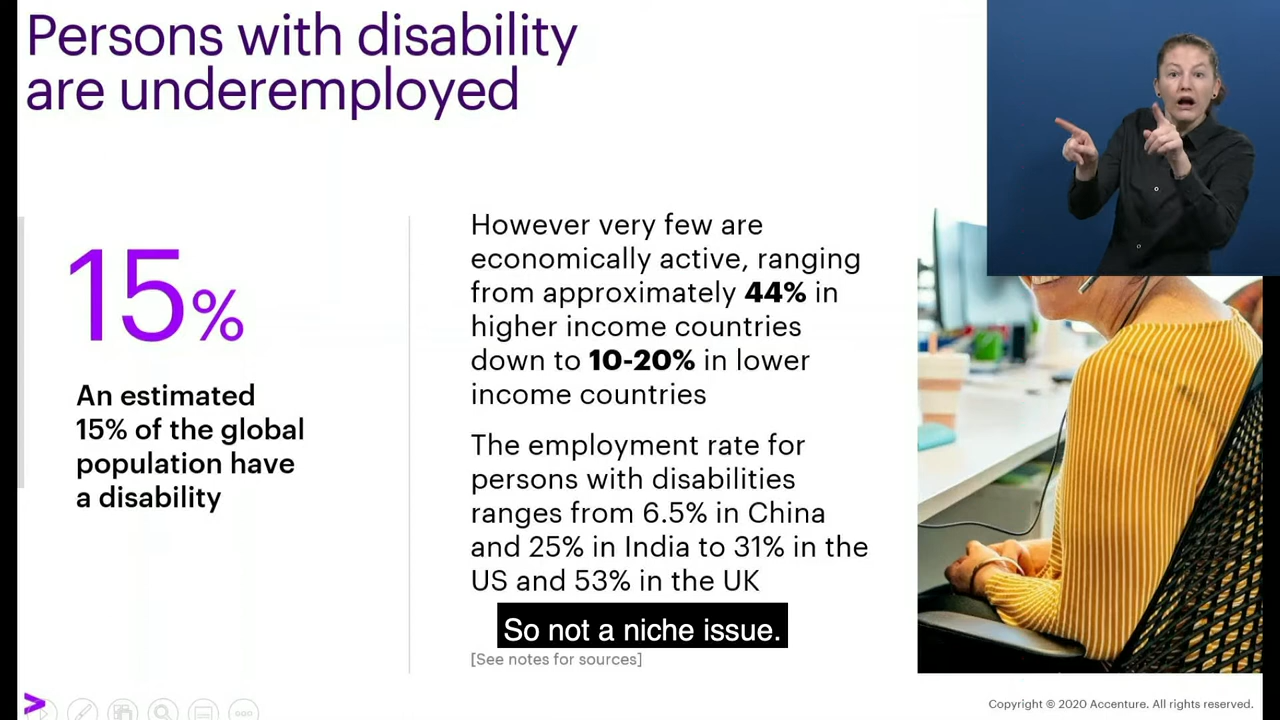 Persons with disability
are underemployed
15%
An estimated
15% of the global
population have
a disability
However very few are
economically active, ranging
from approximately 44% in
higher income countries
down to 10-20% in lower
income countries
The employment rate for
persons with disabilities
ranges from 6.5% in China
and 25% in India to 31% in the
US and 53% in the UK
So not a niche issue.
[See notes for sources]
Copyright © 2020 Accenture. All rights reserved.